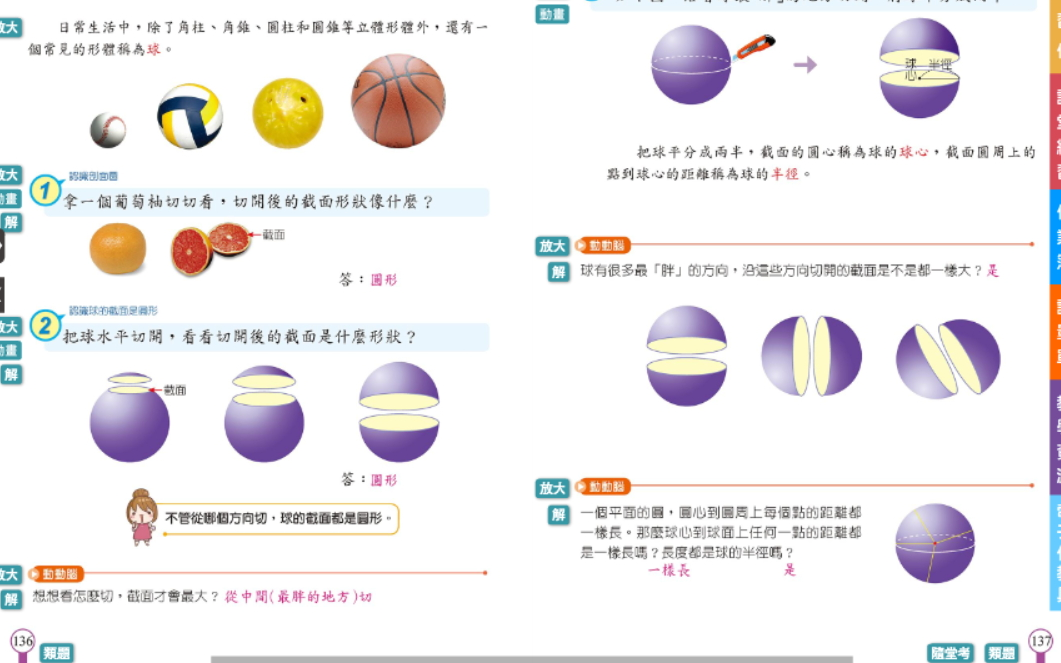 放大
日常生活中，除了角柱、角錐、圓柱和圓錐等立體形體外，還有一
個常見的形體稱為球。
放大
動畫
解
認識剖面圖
1
拿一個葡萄柚切切看，切開後的截面形狀像什麼？
截面
答：圓形
放大
動畫
解
認識球的截面是圓形
2
把球水平切開，看看切開後的截面是什麼形狀？
截面
答：圓形
不管從哪個方向切，球的截面都是圓形。
放大
動動腦
解
想想看怎麼切，截面才會最大？從中間(最胖的地方)切
136
類題
動畫
球心
半徑
把球平分成兩半，截面的圓心稱為球的球心，截面圓周上的
點到球心的距離稱為球的半徑。
放大
動動腦
解
球有很多最「胖」的方向，沿這些方向切開的截面是不是都一樣大？是
放大
動動腦
解
一個平面的圓，圓心到圓周上每個點的距離都
一樣長。那麼球心到球面上任何一點的距離都
是一樣長嗎？長度都是球的半徑嗎？
一樣長 是
隨堂考
類題
137